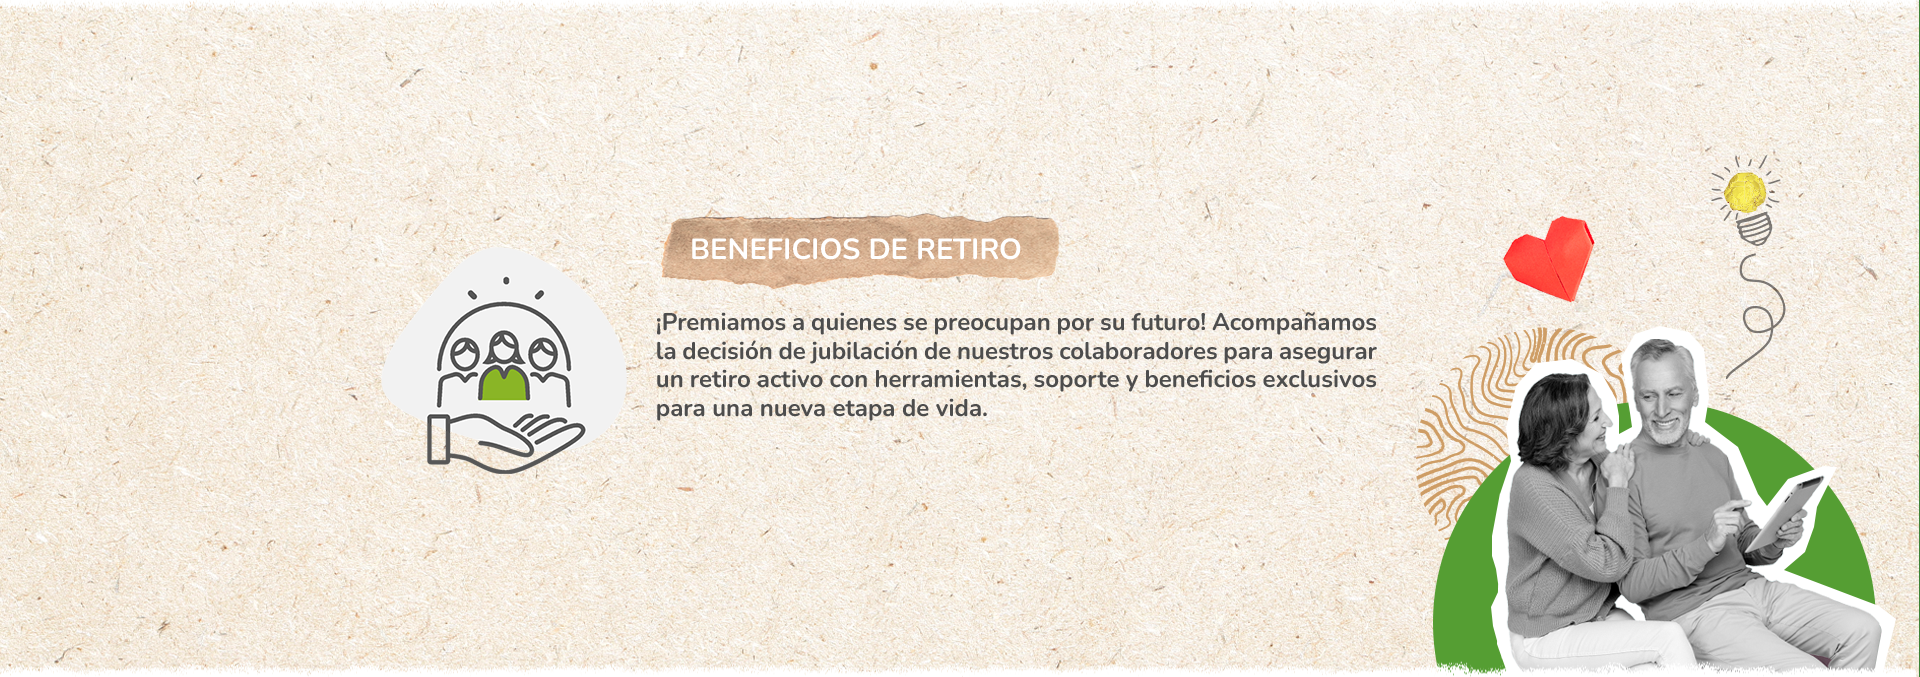 BENEFICIOS DE RETIRO
¡Premiamos a quienes se preocupan por su futuro! Acompañamos
la decisión de jubilación de nuestros colaboradores para asegurar
un retiro activo con herramientas, soporte y beneficios exclusivos
para una nueva etapa de vida.